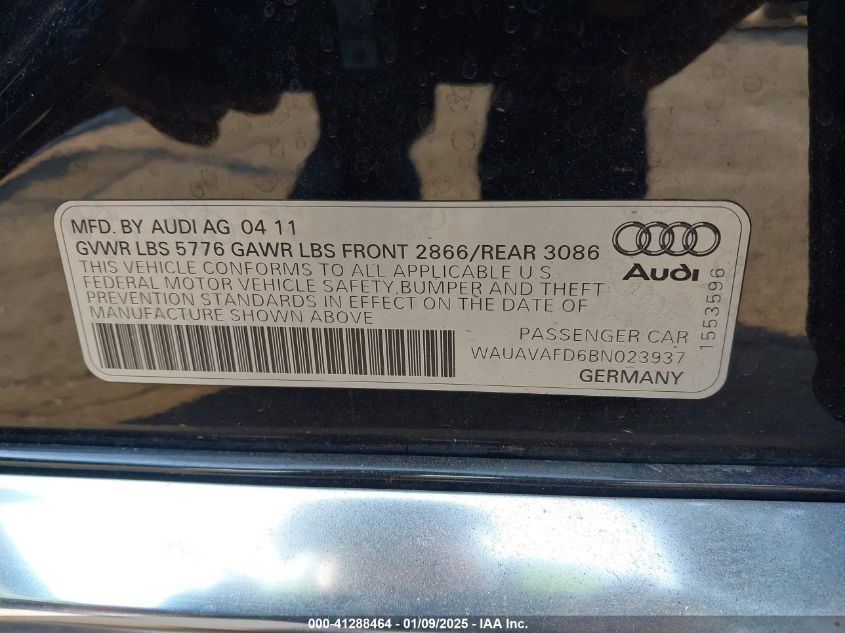 MFD. BY AUDI AG 04 11
GVWR LBS 5776 GAWR LBS FRONT 2866/REAR 3086
THIS VEHICLE CONFORMS TO ALL APPLICABLE U S
FEDERAL MOTOR VEHICLE SAFETY, BUMPER AND THEFT
PREVENTION STANDARDS IN EFFECT ON THE DATE OF
MANUFACTURE SHOWN ABOVE
Audi
1553596
PASSENGER CAR
WAUAVAFD6BN023937
GERMANY
000-41288464 - 01/09/2025 - IAA Inc.